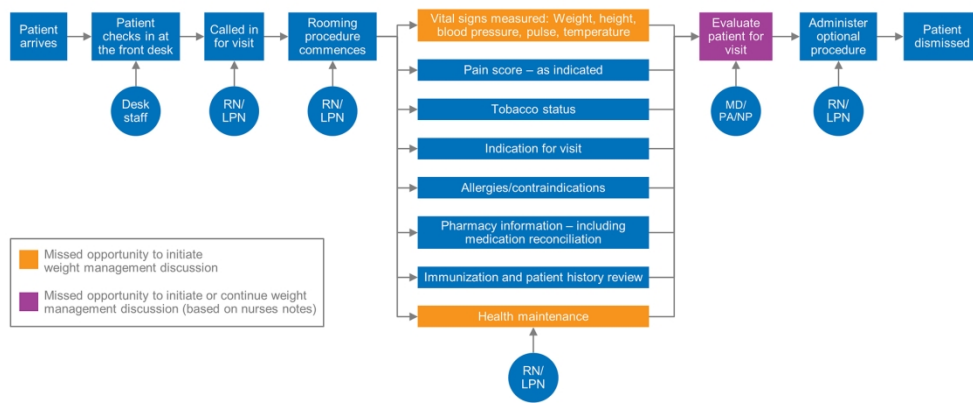 Patient
arrives
Patient
checks in at
the front desk
Called in
for visit
Rooming
procedure
commences
Vital signs measured: Weight, height,
blood pressure, pulse, temperature
Evaluate
patient for
visit
Administer
optional
procedure
Patient
dismissed
Desk
staff
RN/
LPN
RN/
LPN
Pain score – as indicated
Tobacco status
Indication for visit
Allergies/contraindications
Pharmacy information – including
medication reconciliation
Immunization and patient history review
Health maintenance
RN/
LPN
MD/
PA/NP
RN/
LPN
Missed opportunity to initiate
weight management discussion
Missed opportunity to initiate or continue weight
management discussion (based on nurses notes)